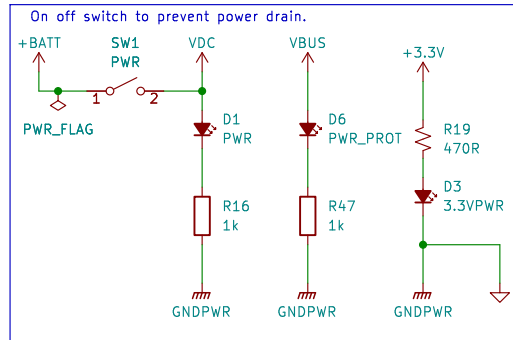 On off switch to prevent power drain.
+BATT
SW1
PWR
VDC
VBUS
+3.3V
1
2
PWR_FLAG
D1
PWR
D6
PWR_PROT
R19
470R
D3
3.3VPWR
R16
1k
R47
1k
GNDPWR
GNDPWR
GNDPWR